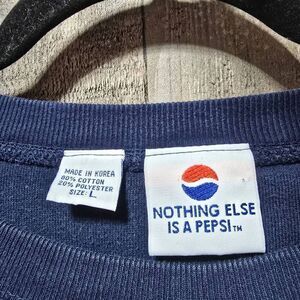 MADE IN KOREA
80% COTTON
20% POLYESTER
SIZE: L
NOTHING ELSE
IS A PEPSI TM